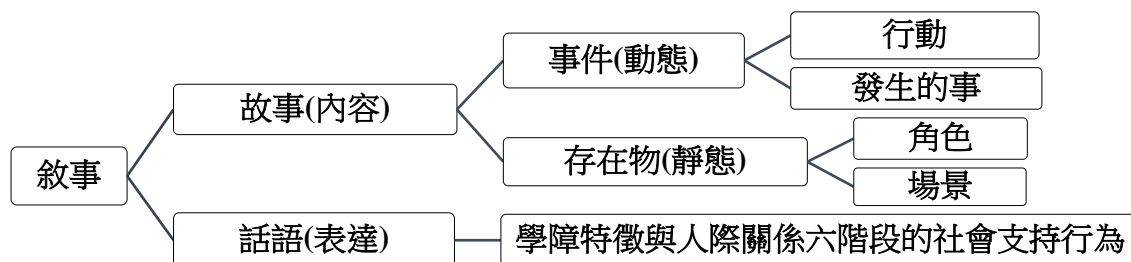 敘事
故事(內容)
事件(動態)
行動
發生的事
存在物(靜態)
角色
場景
話語(表達)
學障特徵與人際關係六階段的社會支持行為